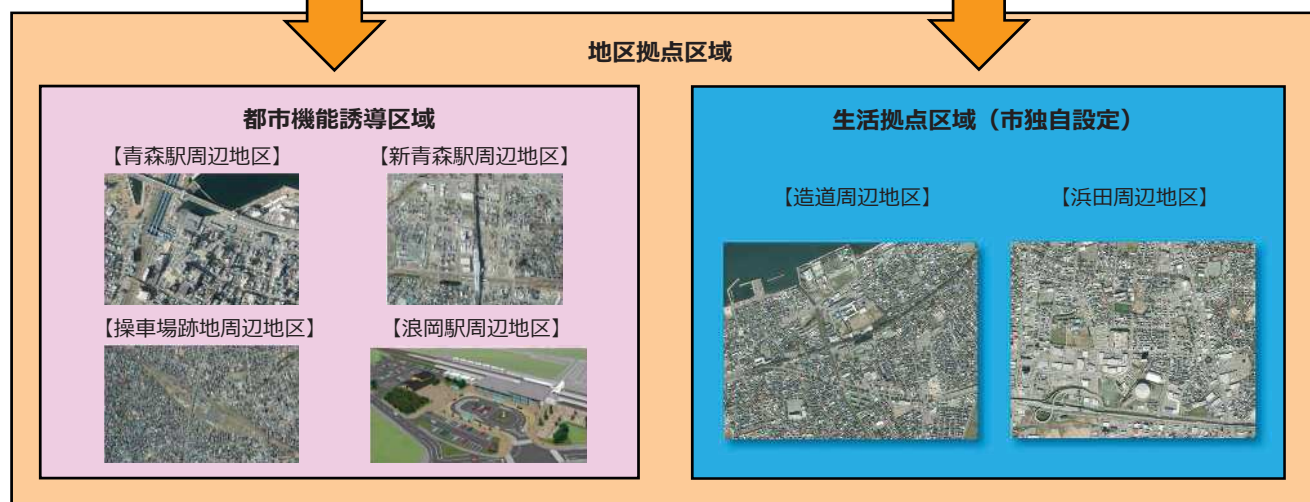 地区拠点区域
都市機能誘導区域
【青森駅周辺地区】
【新青森駅周辺地区】
【操車場跡地周辺地区】
【浪岡駅周辺地区】
生活拠点区域（市独自設定）
【造道周辺地区】
【浜田周辺地区】